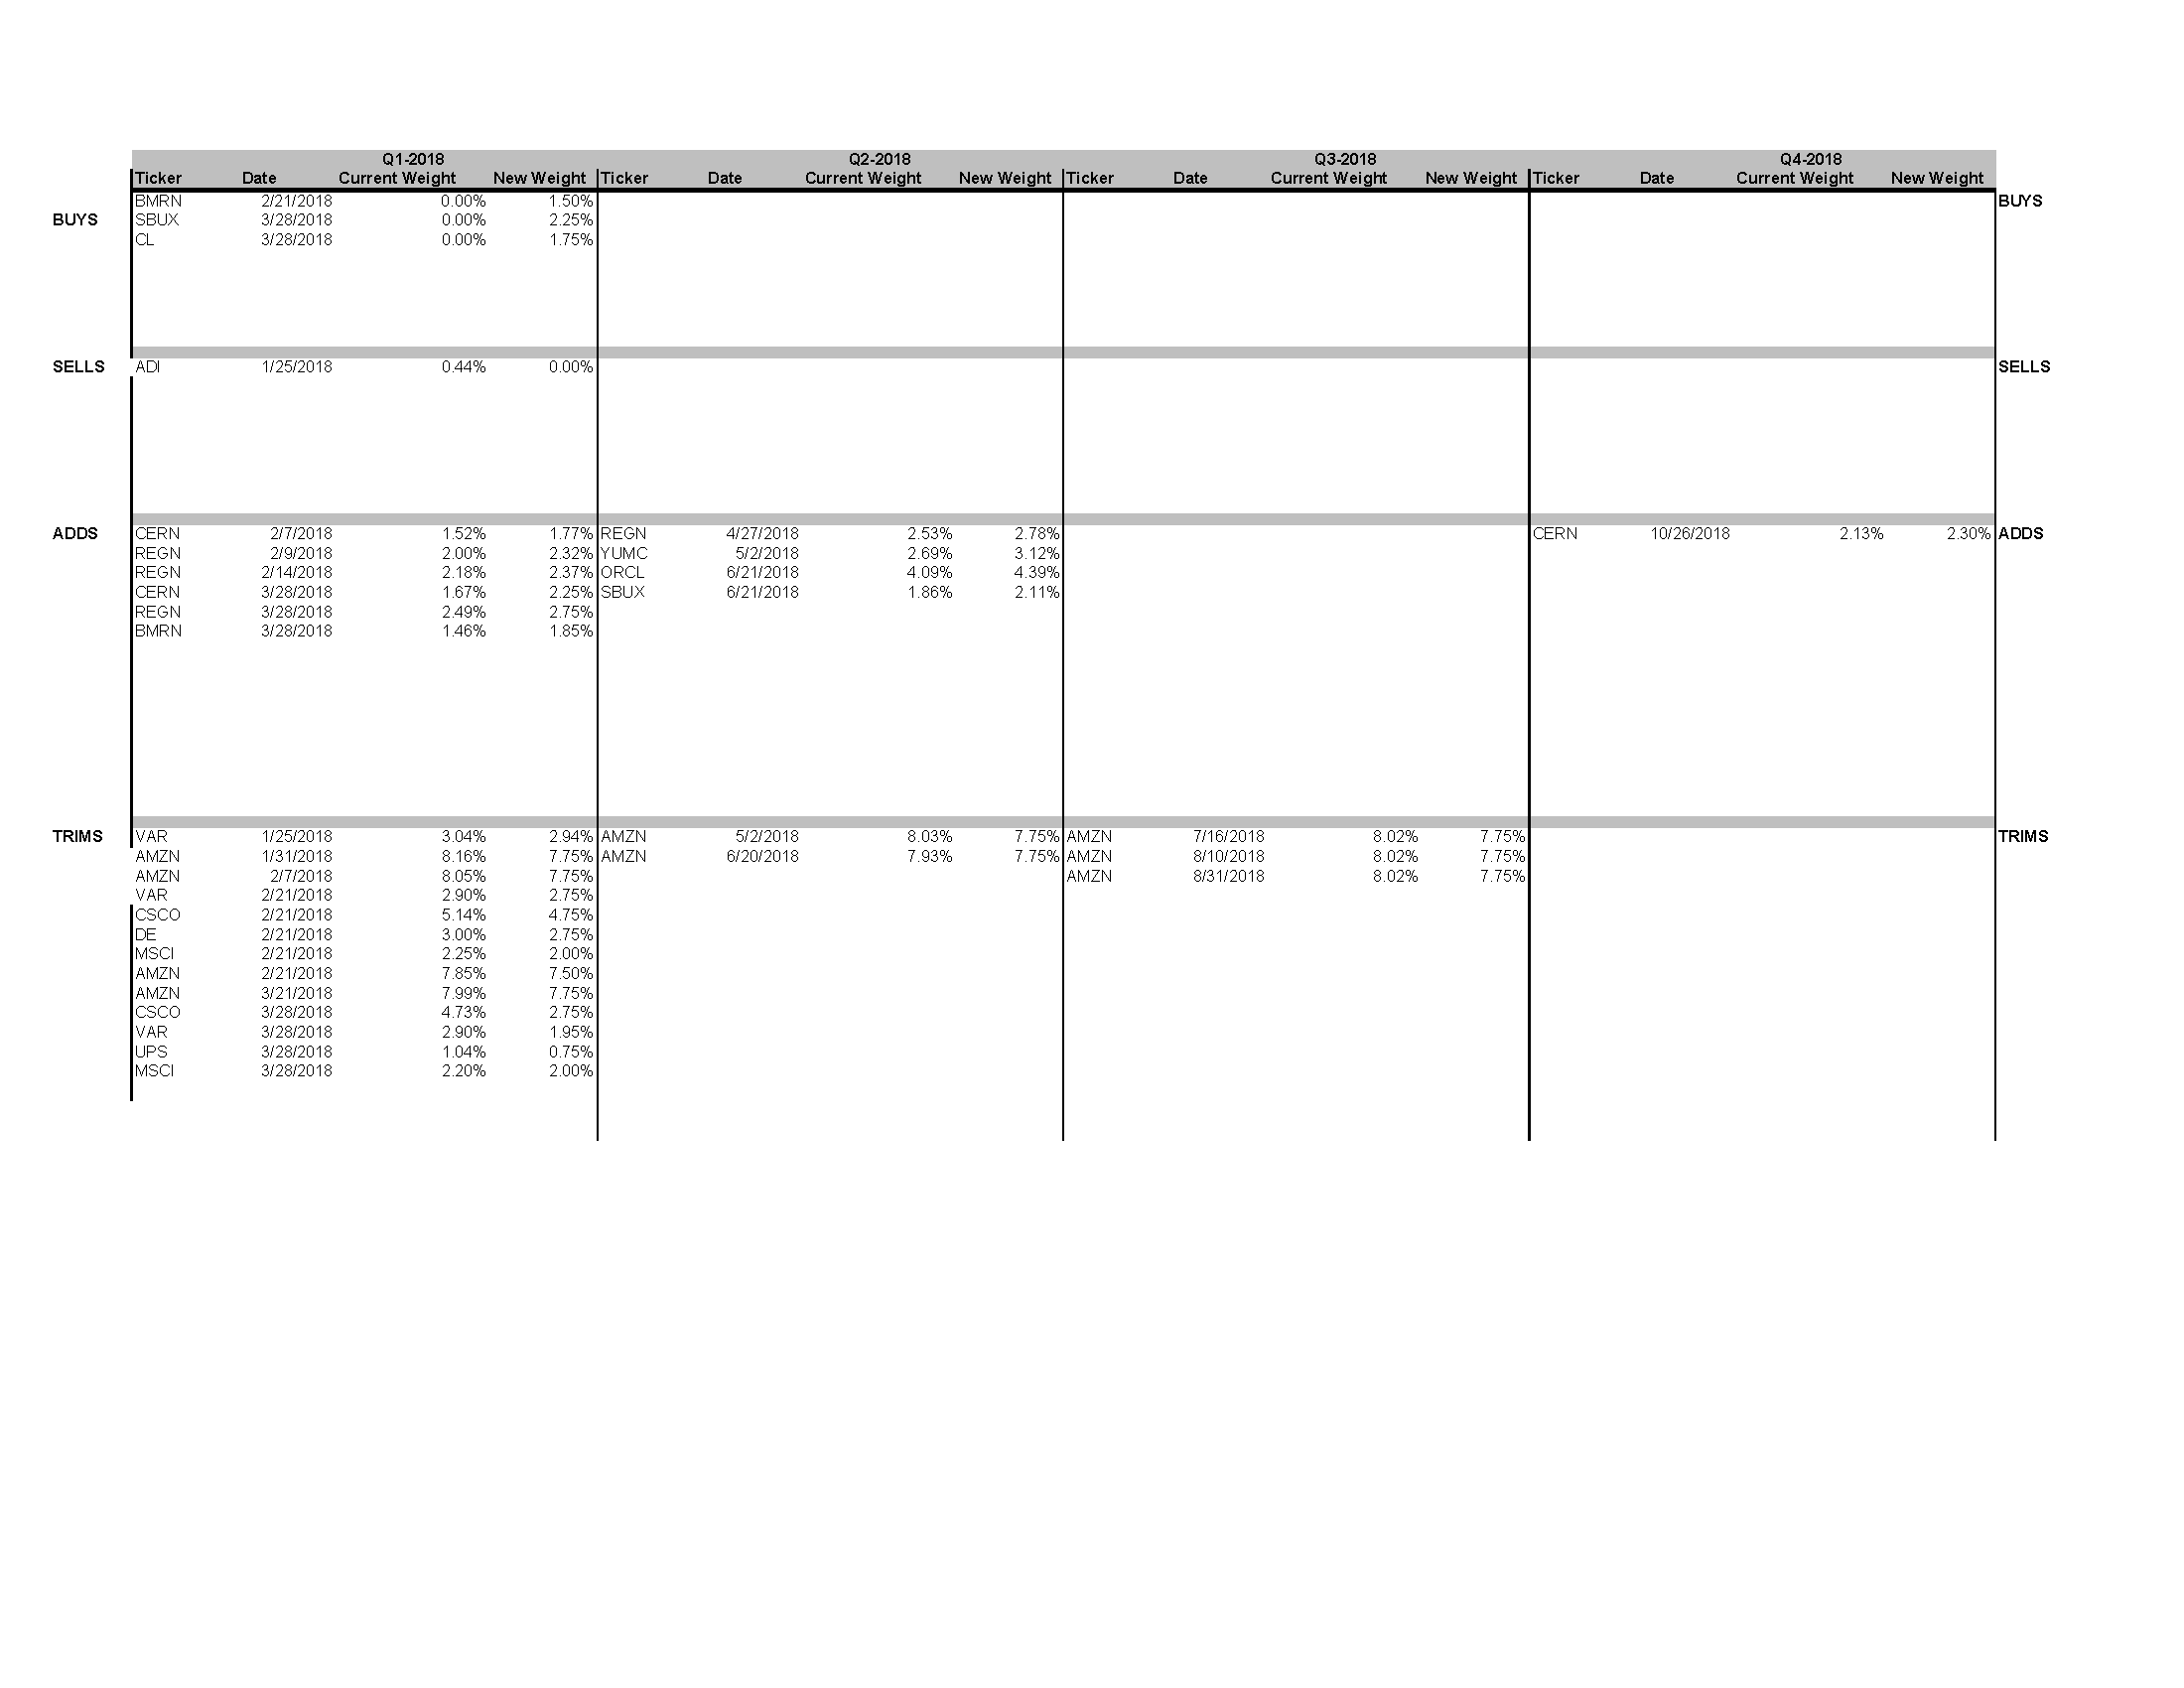 Q1-2018 Q2-2018 Q3-2018 Q4-2018
Ticker Date Current Weight New Weight Ticker Date Current Weight New Weight Ticker Date Current Weight New Weight Ticker Date Current Weight New Weight
BMRN 2/21/2018 0.00% 1.50% BUYS
BUYS SBUX 3/28/2018 0.00% 2.25%
CL 3/28/2018 0.00% 1.75%
SELLS ADI 1/25/2018 0.44% 0.00% SELLS
ADDS CERN 2/7/2018 1.52% 1.77% REGN 4/27/2018 2.53% 2.78% CERN 10/26/2018 2.13% 2.30% ADDS
REGN 2/9/2018 2.00% 2.32% YUMC 5/2/2018 2.69% 3.12%
REGN 2/14/2018 2.18% 2.37% ORCL 6/21/2018 4.09% 4.39%
CERN 3/28/2018 1.67% 2.25% SBUX 6/21/2018 1.86% 2.11%
REGN 3/28/2018 2.49% 2.75%
BMRN 3/28/2018 1.46% 1.85%
TRIMS VAR 1/25/2018 3.04% 2.94% AMZN 5/2/2018 8.03% 7.75% AMZN 7/16/2018 8.02% 7.75% TRIMS
AMZN 1/31/2018 8.16% 7.75% AMZN 6/20/2018 7.93% 7.75% AMZN 8/10/2018 8.02% 7.75%
AMZN 2/7/2018 8.05% 7.75% AMZN 8/31/2018 8.02% 7.75%
VAR 2/21/2018 2.90% 2.75%
CSCO 2/21/2018 5.14% 4.75%
DE 2/21/2018 3.00% 2.75%
MSCI 2/21/2018 2.25% 2.00%
AMZN 2/21/2018 7.85% 7.50%
AMZN 3/21/2018 7.99% 7.75%
CSCO 3/28/2018 4.73% 2.75%
VAR 3/28/2018 2.90% 1.95%
UPS 3/28/2018 1.04% 0.75%
MSCI 3/28/2018 2.20% 2.00%